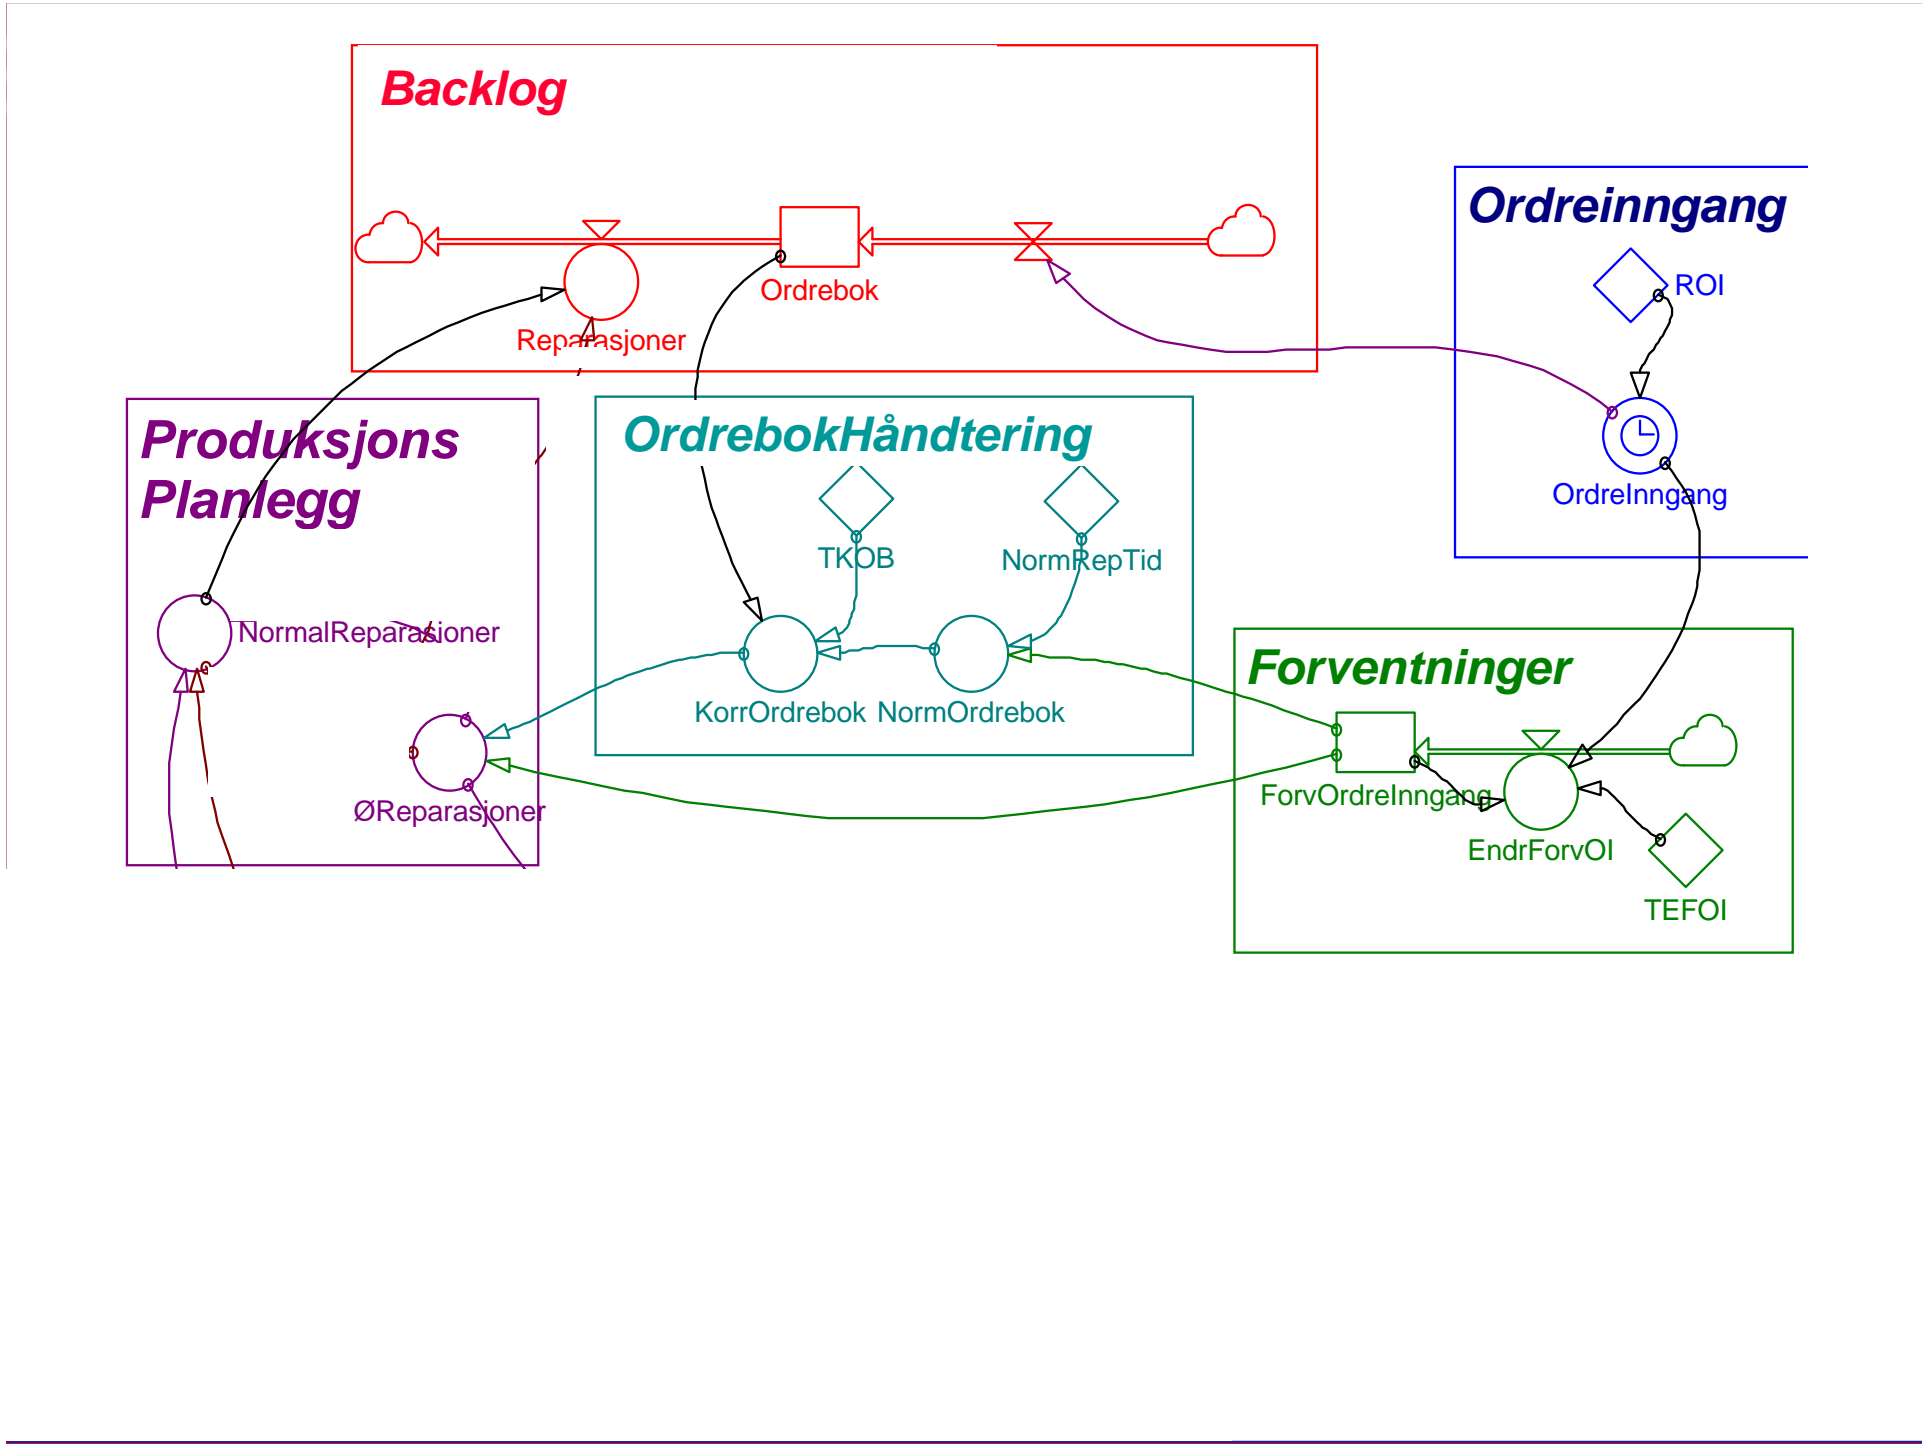 Backlog
Ordreinngang
ROI
Ordrebok
Reparasjoner
Produksjons
Planlegg
OrdrebokHåndtering
OrdreInngang
TKOB
NormRepTid
NormalReparasjoner
Forventninger
KorrOrdrebok
NormOrdrebok
ØReparasjoner
ForvOrdreInngang
EndrForvOI
TEFOI